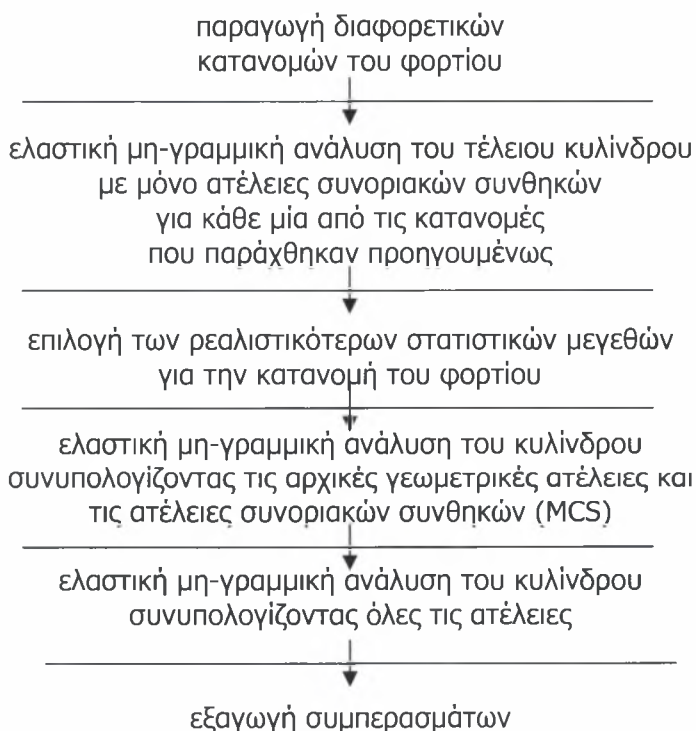 παραγωγή διαφορετικών
κατανομών του φορτίου
ελαστική μη-γραμμική ανάλυση του τέλειου κυλίνδρου
με μόνο ατέλειες συνοριακών συνθηκών
για κάθε μία από τις κατανομές
που παράχθηκαν προηγουμένως
επιλογή των ρεαλιστικότερων στατιστικών μεγεθών
για την κατανομή του φορτίου
ελαστική μη-γραμμική ανάλυση του κυλίνδρου
συνυπολογίζοντας τις αρχικές γεωμετρικές ατέλειες και
τις ατέλειες συνοριακών συνθηκών (MCS)
ελαστική μη-γραμμική ανάλυση του κυλίνδρου
συνυπολογίζοντας όλες τις ατέλειες
εξαγωγή συμπερασμάτων